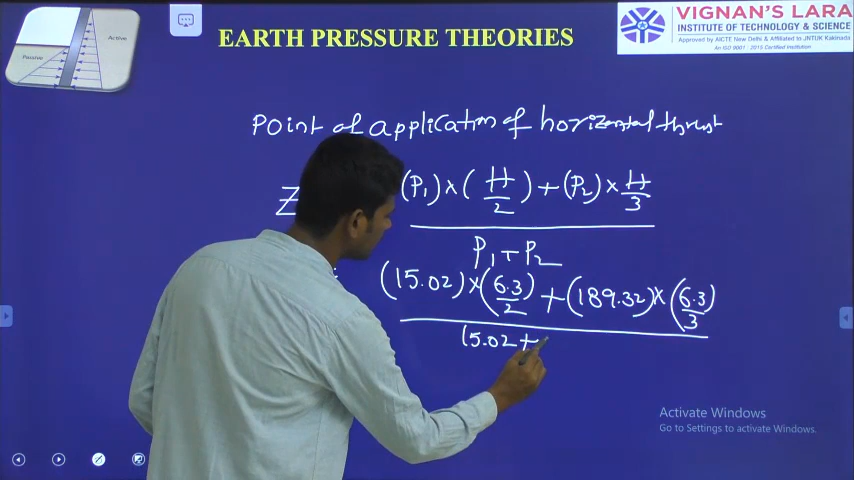 Passive
Active
EARTH PRESSURE THEORIES
VIGNAN'S LARA
INSTITUTE OF TECHNOLOGY & SCIENCE
Approved by AICTE New Delhi & Affiliated to JNTUK Kakinada
An ISO 9001 : 2015 Certified Institution
Point of application of horizontal thrust
Z (P1) × (H/2) + (P2) × H/3
P1 + P2
(15.02) × (6.3/2) + (189.32) × (6.3/3)
15.02 +
Activate Windows
Go to Settings to activate Windows.